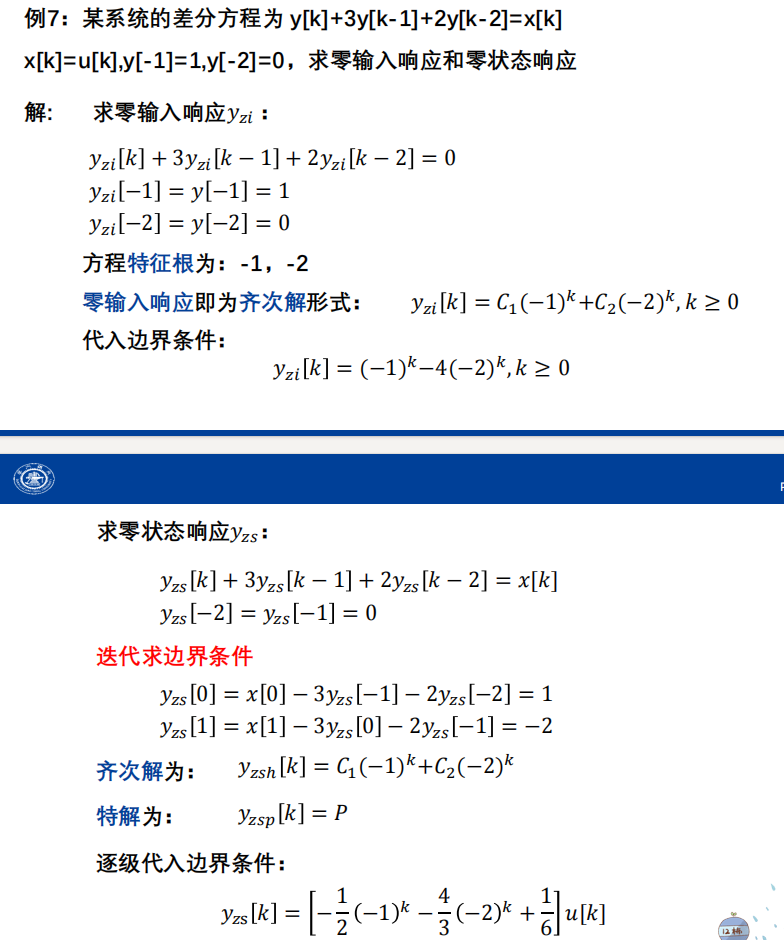 例7：某系统的差分方程为 y[k]+3y[k-1]+2y[k-2]=x[k]
x[k]=u[k],y[-1]=1,y[-2]=0，求零输入响应和零状态响应
解： 求零输入响应y_{zi}：
y_{zi}[k] + 3y_{zi}[k − 1] + 2y_{zi}[k − 2] = 0
y_{zi}[−1] = y[−1] = 1
y_{zi}[−2] = y[−2] = 0
方程特征根为：-1，-2
零输入响应即为齐次解形式： y_{zi}[k] = C_1(−1)^k+C_2(−2)^k, k ≥ 0
代入边界条件：
y_{zi}[k] = (−1)^k−4(−2)^k, k ≥ 0
求零状态响应y_{zs}：
y_{zs}[k] + 3y_{zs}[k − 1] + 2y_{zs}[k − 2] = x[k]
y_{zs}[−2] = y_{zs}[−1] = 0
迭代求边界条件
y_{zs}[0] = x[0] − 3y_{zs}[−1] − 2y_{zs}[−2] = 1
y_{zs}[1] = x[1] − 3y_{zs}[0] − 2y_{zs}[−1] = −2
齐次解为： y_{zsh}[k] = C_1(−1)^k+C_2(−2)^k
特解为： y_{zsp}[k] = P
逐级代入边界条件：
y_{zs}[k] = [−\frac{1}{2}(−1)^k −\frac{4}{3}(−2)^k +\frac{1}{6}] u[k]